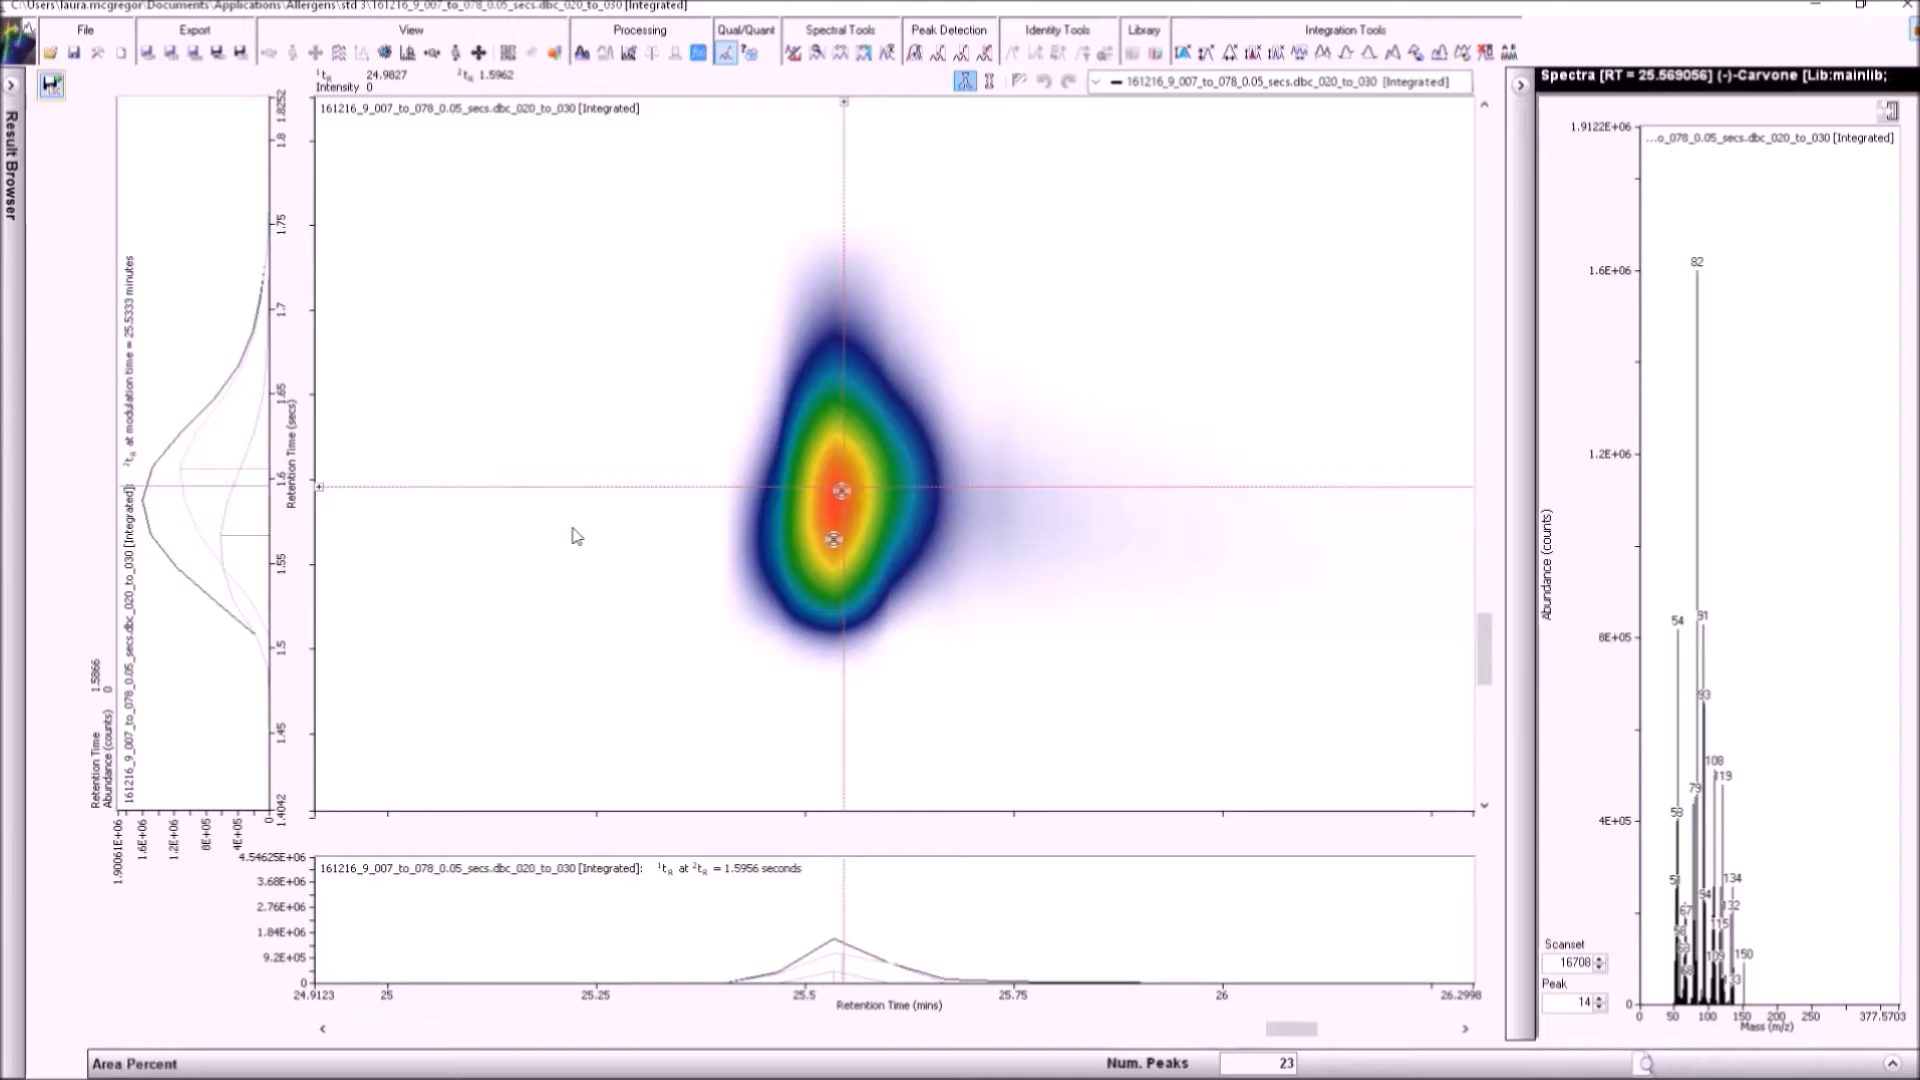 C:\Users\laura.mcgregor\Documents\Applications\Allergens\std 3\161216_9_007_to_078_0.05_secs.dbc_020_to_030 [Integrated]
File Export View Processing Qual/Quant Spectral Tools Peak Detection Identity Tools Library Integration Tools
1tR 24.9827 2tR 1.5962
Intensity 0
161216_9_007_to_078_0.05_secs.dbc_020_to_030 [Integrated]
Spectra [RT = 25.569056] (-)-Carvone [Lib:mainlib;
Result Browser
161216_9_007_to_078_0.05_secs.dbc_020_to_030 [Integrated]
161216_9_007_to_078_0.05_secs.dbc_020_to_030 [Integrated]: 2tR at modulation time = 25.5333 minutes
Retention Time 1.5866
Abundance (counts) 0
1.8252
1.8
1.75
1.7
1.65
1.6
1.55
1.5
1.45
1.4042
Retention Time (secs)
1.90061E+06 1.6E+06 1.2E+06 8E+05 4E+05 0
161216_9_007_to_078_0.05_secs.dbc_020_to_030 [Integrated]: 1tR at 2tR = 1.5956 seconds
4.54625E+06
3.68E+06
2.76E+06
1.84E+06
9.2E+05
0
24.9123 25 25.25 25.5 25.75 26 26.2998
Retention Time (mins)
...o_078_0.05_secs.dbc_020_to_030 [Integrated]
1.9122E+06
1.6E+06
1.2E+06
8E+05
4E+05
0
Abundance (counts)
82
54 91
93
108
119
79
53
134
94
132
67
115
150
109
Scanset
16708
Peak
14
0 50 100 150 200 250 377.5703
Mass (m/z)
Area Percent Num. Peaks 23